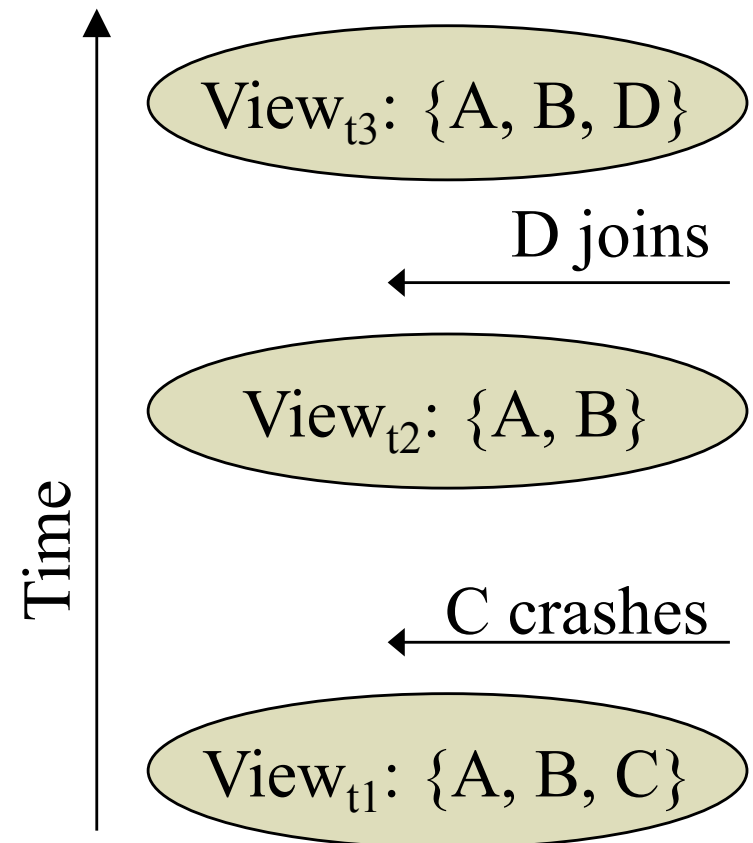 View_t3: {A, B, D}
D joins
View_t2: {A, B}
Time
C crashes
View_t1: {A, B, C}